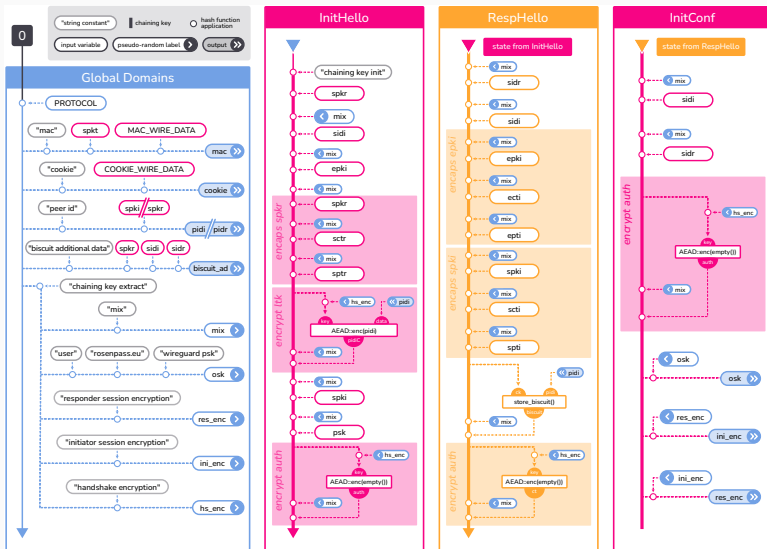 0
"string constant"
chaining key
hash function
application
input variable
pseudo-random label
output
Global Domains
PROTOCOL
"mac"
spkt
MAC_WIRE_DATA
mac
"cookie"
COOKIE_WIRE_DATA
cookie
"peer id"
spki
spkr
pidi
pidr
"biscuit additional data"
spkr
sidi
sidr
biscuit_ad
"chaining key extract"
"mix"
mix
"user"
"rosenpass.eu"
"wireguard psk"
osk
"responder session encryption"
res_enc
"initiator session encryption"
ini_enc
"handshake encryption"
hs_enc
InitHello
"chaining key init"
spkr
mix
sidi
mix
epki
mix
encaps spkr
spkr
mix
sctr
mix
sptr
encrypt ltk
hs_enc
pidi
key
data
AEAD::enc(pidi)
pidiC
mix
mix
spki
mix
psk
encrypt auth
hs_enc
key
AEAD::enc(empty())
auth
mix
RespHello
state from InitHello
mix
sidr
mix
sidi
encaps epki
mix
epki
mix
ecti
mix
epti
encaps spki
mix
spki
mix
scti
mix
spti
pidi
store_biscuit()
biscuit
mix
encrypt auth
hs_enc
key
AEAD::enc(empty())
ct
mix
InitConf
state from RespHello
mix
sidi
mix
sidr
encrypt auth
hs_enc
key
AEAD::enc(empty())
auth
mix
osk
osk
res_enc
ini_enc
ini_enc
res_enc